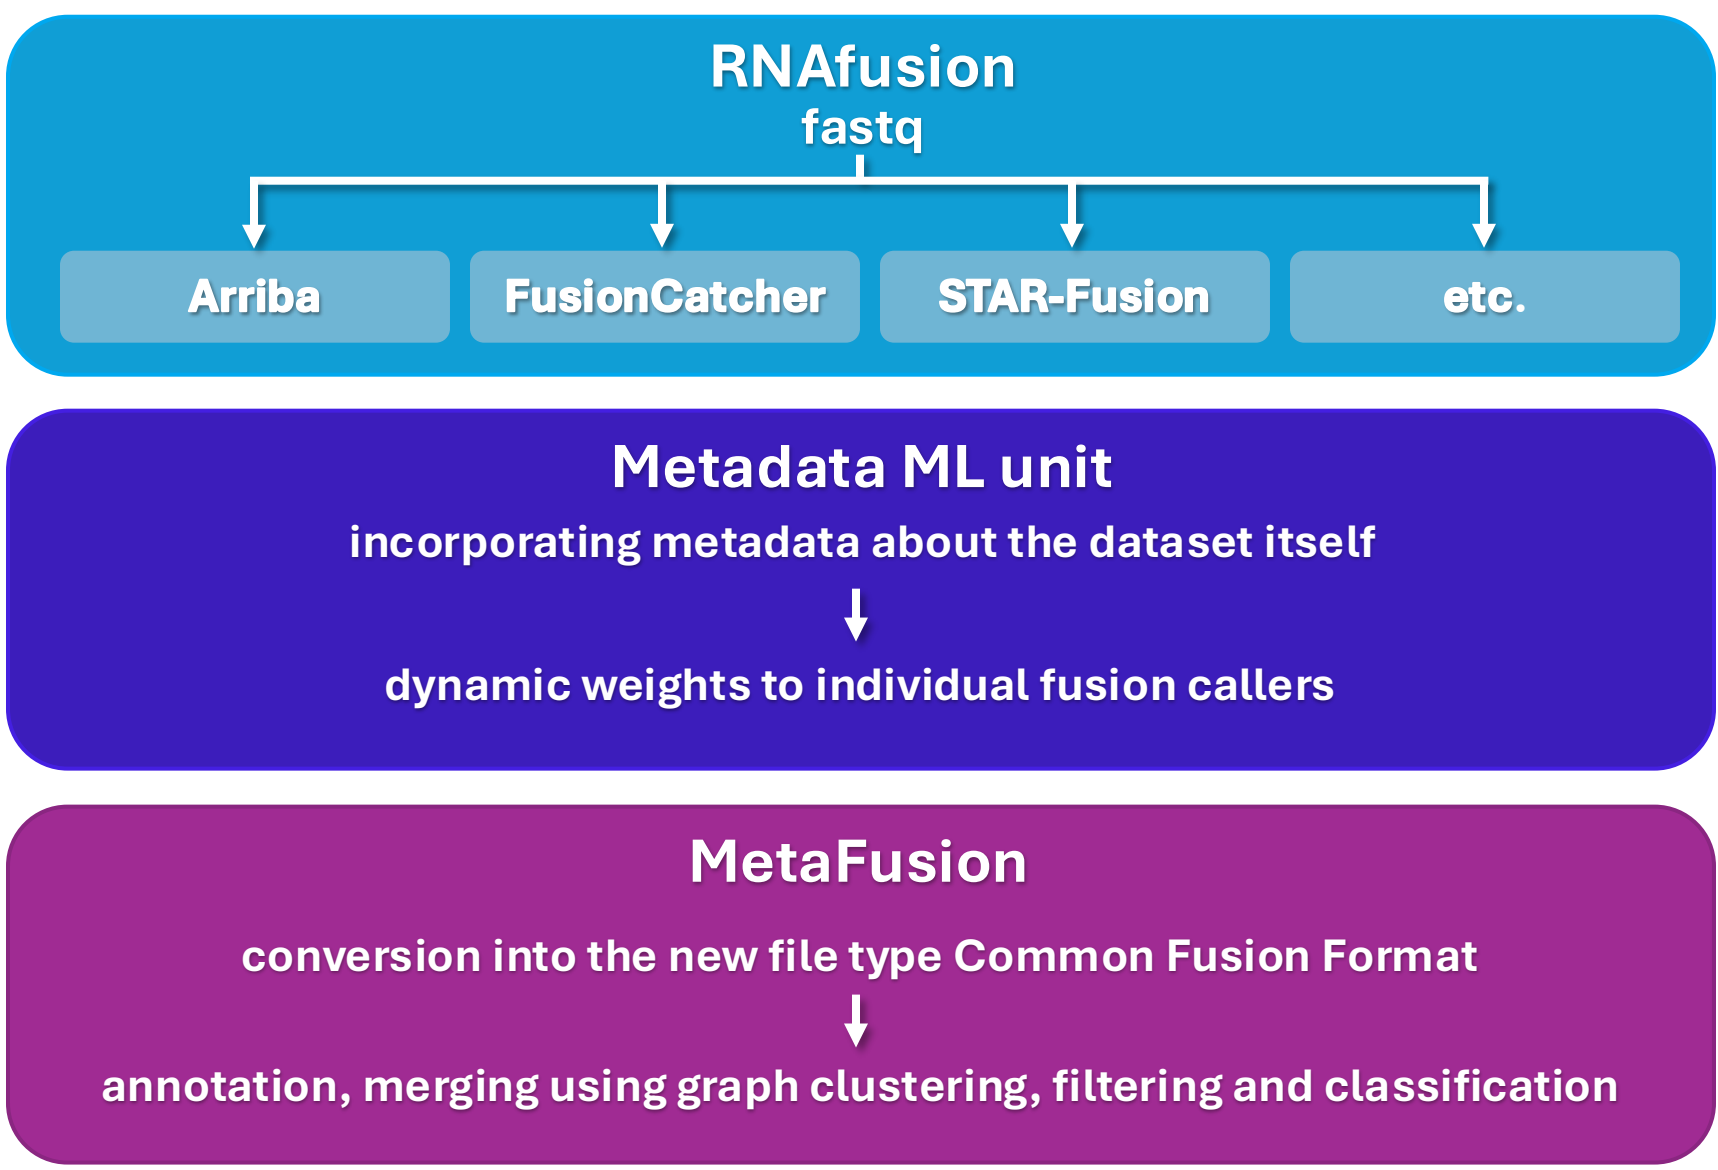 RNAfusion
fastq
Arriba
FusionCatcher
STAR-Fusion
etc.
Metadata ML unit
incorporating metadata about the dataset itself
dynamic weights to individual fusion callers
MetaFusion
conversion into the new file type Common Fusion Format
annotation, merging using graph clustering, filtering and classification